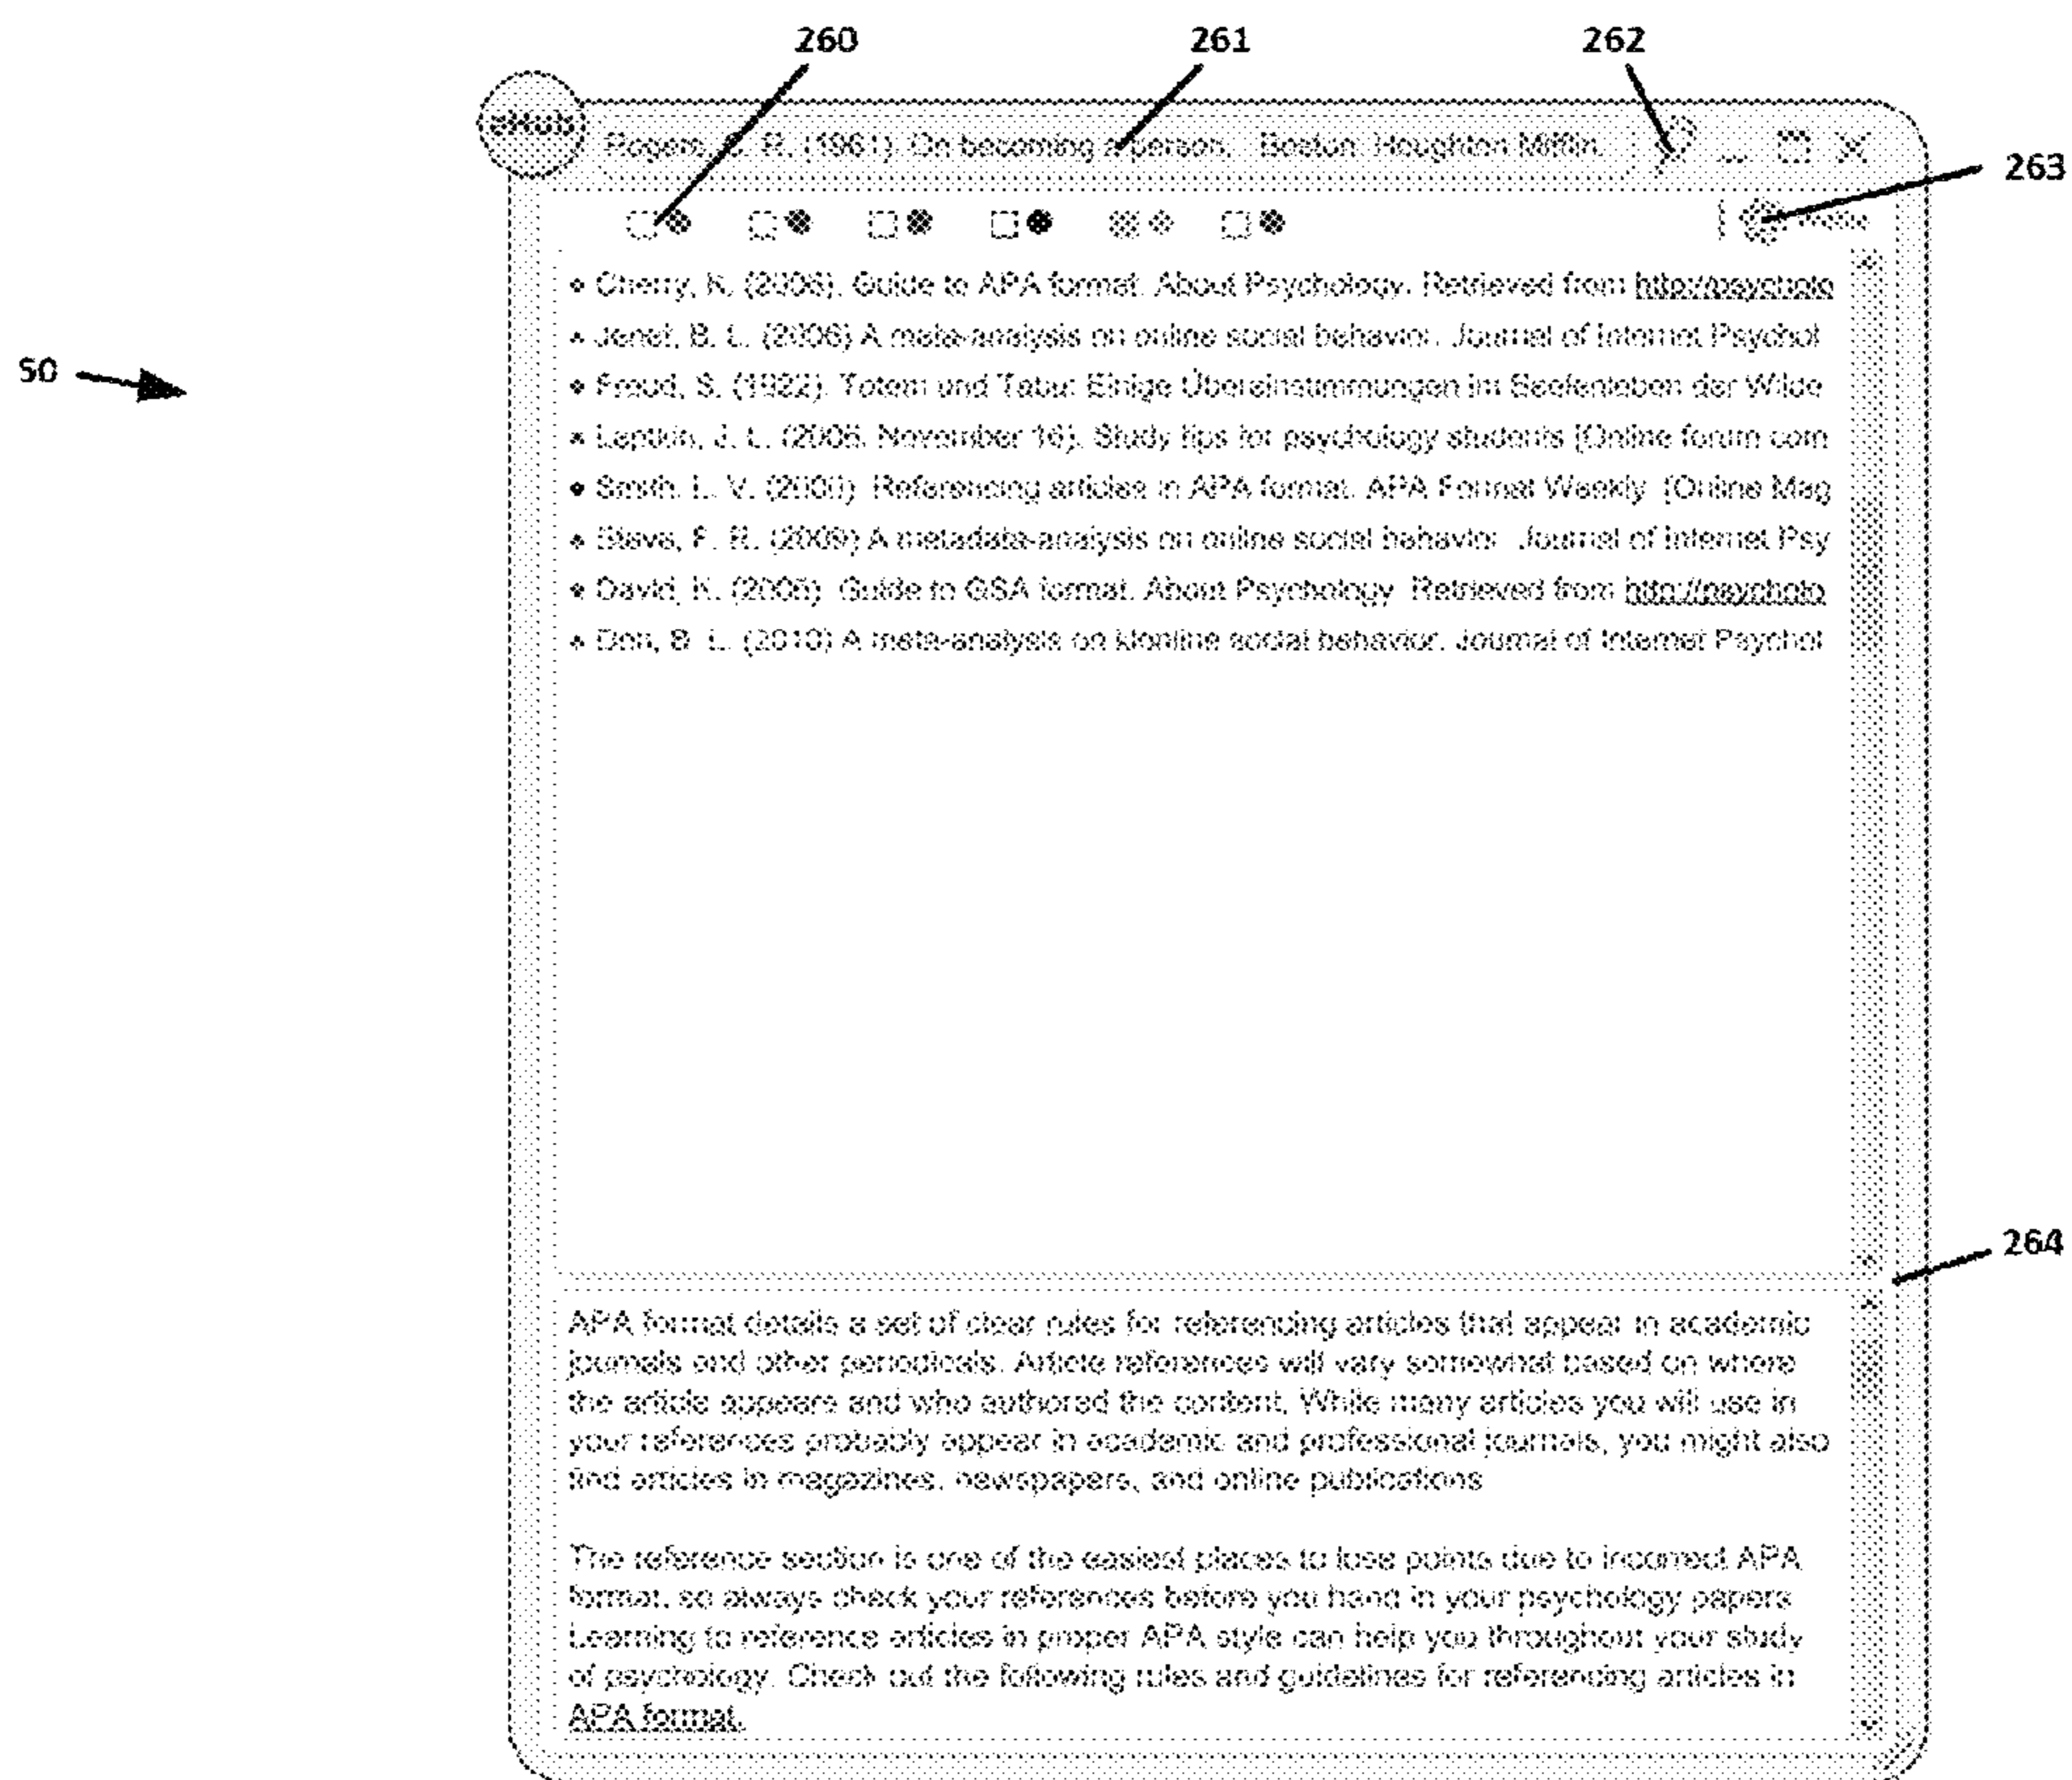 260
261
262
eHub
Rogers, C. R. (1961). On becoming a person. Boston: Houghton Mifflin.
263
Cherry, K. (2006). Guide to APA format. About Psychology. Retrieved from http://psycholo
Jenet, B. L. (2006) A meta-analysis on online social behavior. Journal of Internet Psychol
50
Freud, S. (1922). Totem und Tabu: Einige Übereinstimmungen im Seelenleben der Wilde
J. L. (2006, November 16). Study tips for psychology students [Online forum com
Smith, L. V. (2000). Referencing articles in APA format. APA Format Weekly. [Online Mag
Steve, F. R. (2009) A metadata-analysis on online social behavior. Journal of Internet Psy
David, K. (2006). Guide to GSA format. About Psychology. Retrieved from http://psycholo
Don, B. L. (2010) A meta-analysis on klonline social behavior. Journal of Internet Psychol
264
APA format details a set of clear rules for referencing articles that appear in academic
journals and other periodicals. Article references will vary somewhat based on where
the article appears and who authored the content. While many articles you will use in
your references probably appear in academic and professional journals, you might also
find articles in magazines, newspapers, and online publications
The reference section is one of the easiest places to lose points due to incorrect APA
format, so always check your references before you hand in your psychology papers
Learning to reference articles in proper APA style can help you throughout your study
of psychology. Check out the following rules and guidelines for referencing articles in
APA format.